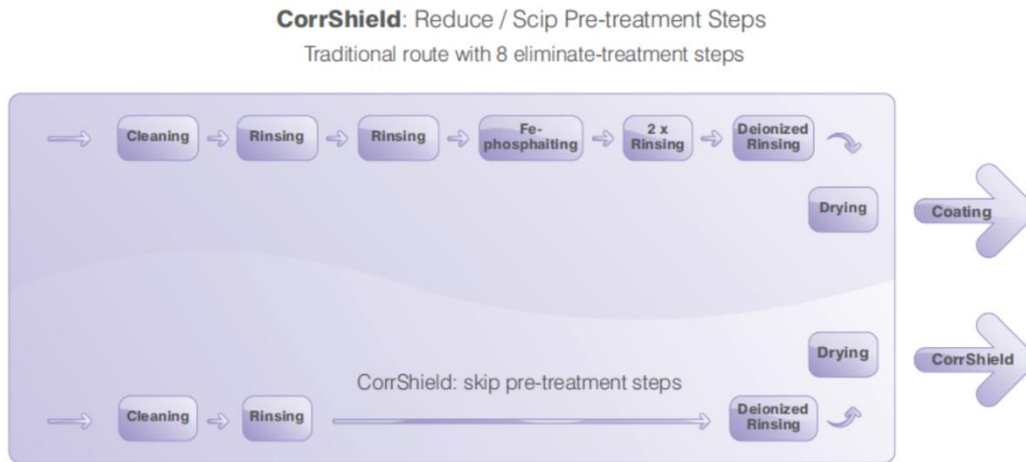 CorrShield: Reduce / Scip Pre-treatment Steps
Traditional route with 8 eliminate-treatment steps
Cleaning
Rinsing
Rinsing
Fe-
phosphaiting
2 x
Rinsing
Deionized
Rinsing
Drying
Coating
Drying
CorrShield
CorrShield: skip pre-treatment steps
Cleaning
Rinsing
Deionized
Rinsing